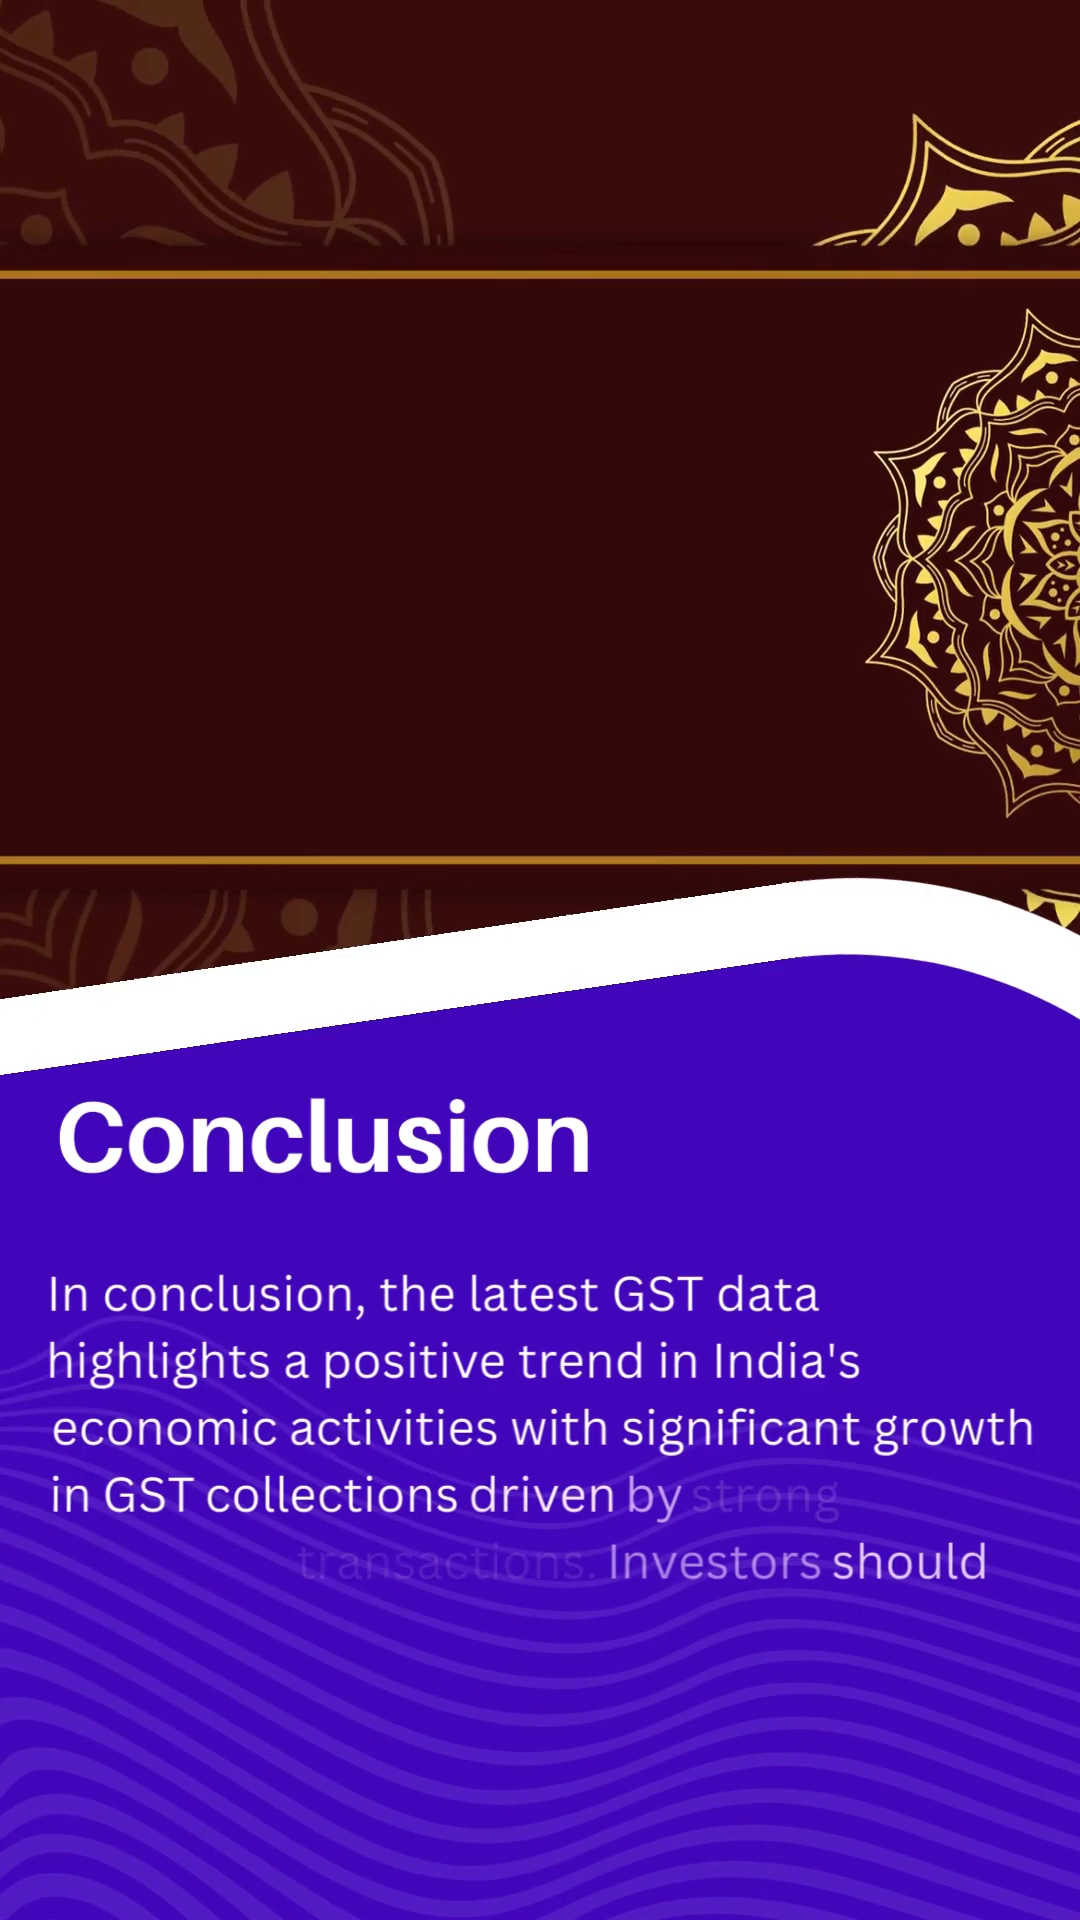 Conclusion
In conclusion, the latest GST data
highlights a positive trend in India's
economic activities with significant growth
in GST collections driven by strong
transactions. Investors should